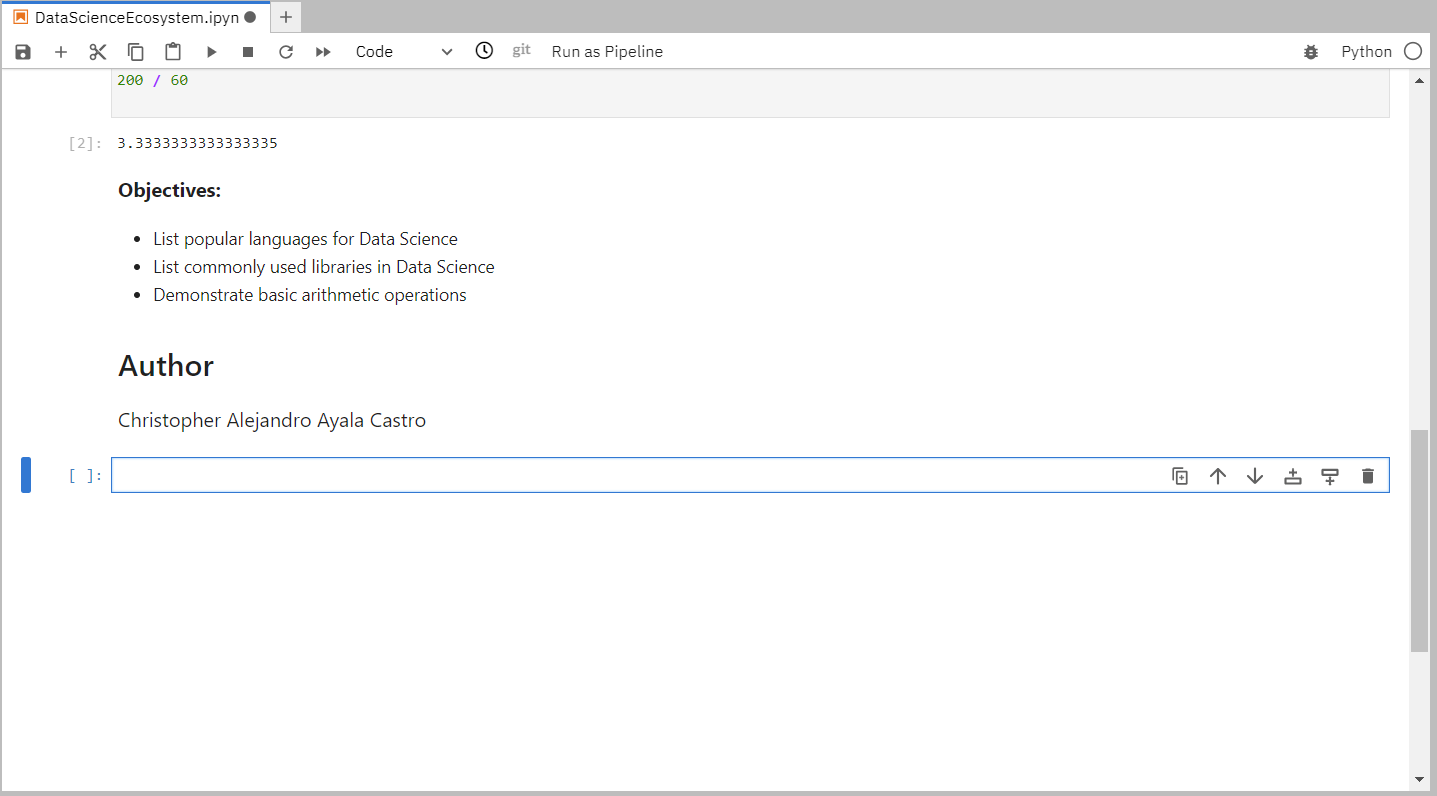 DataScienceEcosystem.ipyn
Code git Run as Pipeline Python
200 / 60
[2]: 3.3333333333333335
Objectives:
• List popular languages for Data Science
• List commonly used libraries in Data Science
• Demonstrate basic arithmetic operations
Author
Christopher Alejandro Ayala Castro
[ ]: